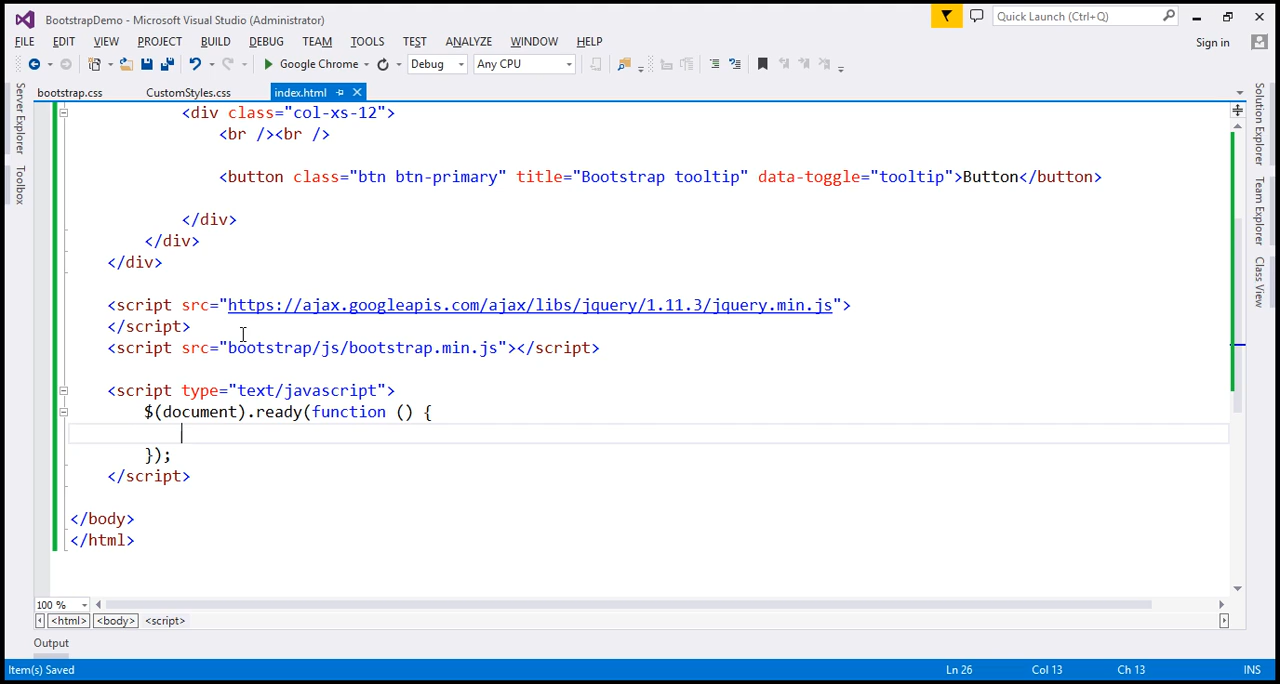 BootstrapDemo - Microsoft Visual Studio (Administrator)
Quick Launch (Ctrl+Q)
FILE EDIT VIEW PROJECT BUILD DEBUG TEAM TOOLS TEST ANALYZE WINDOW HELP
Sign in
Google Chrome Debug Any CPU
bootstrap.css CustomStyles.css index.html
Server Explorer
Toolbox
Solution Explorer
Team Explorer
Class View
<div class="col-xs-12">
<br /><br />
<button class="btn btn-primary" title="Bootstrap tooltip" data-toggle="tooltip">Button</button>
</div>
</div>
</div>
<script src="https://ajax.googleapis.com/ajax/libs/jquery/1.11.3/jquery.min.js">
</script>
<script src="bootstrap/js/bootstrap.min.js"></script>
<script type="text/javascript">
$(document).ready(function () {
});
</script>
</body>
</html>
100 %
<html> <body> <script>
Output
Item(s) Saved Ln 26 Col 13 Ch 13 INS